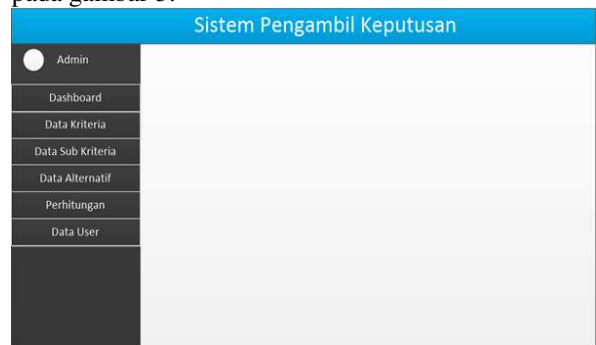 pada gambar 3.
Sistem Pengambil Keputusan
Admin
Dashboard
Data Kriteria
Data Sub Kriteria
Data Alternatif
Perhitungan
Data User